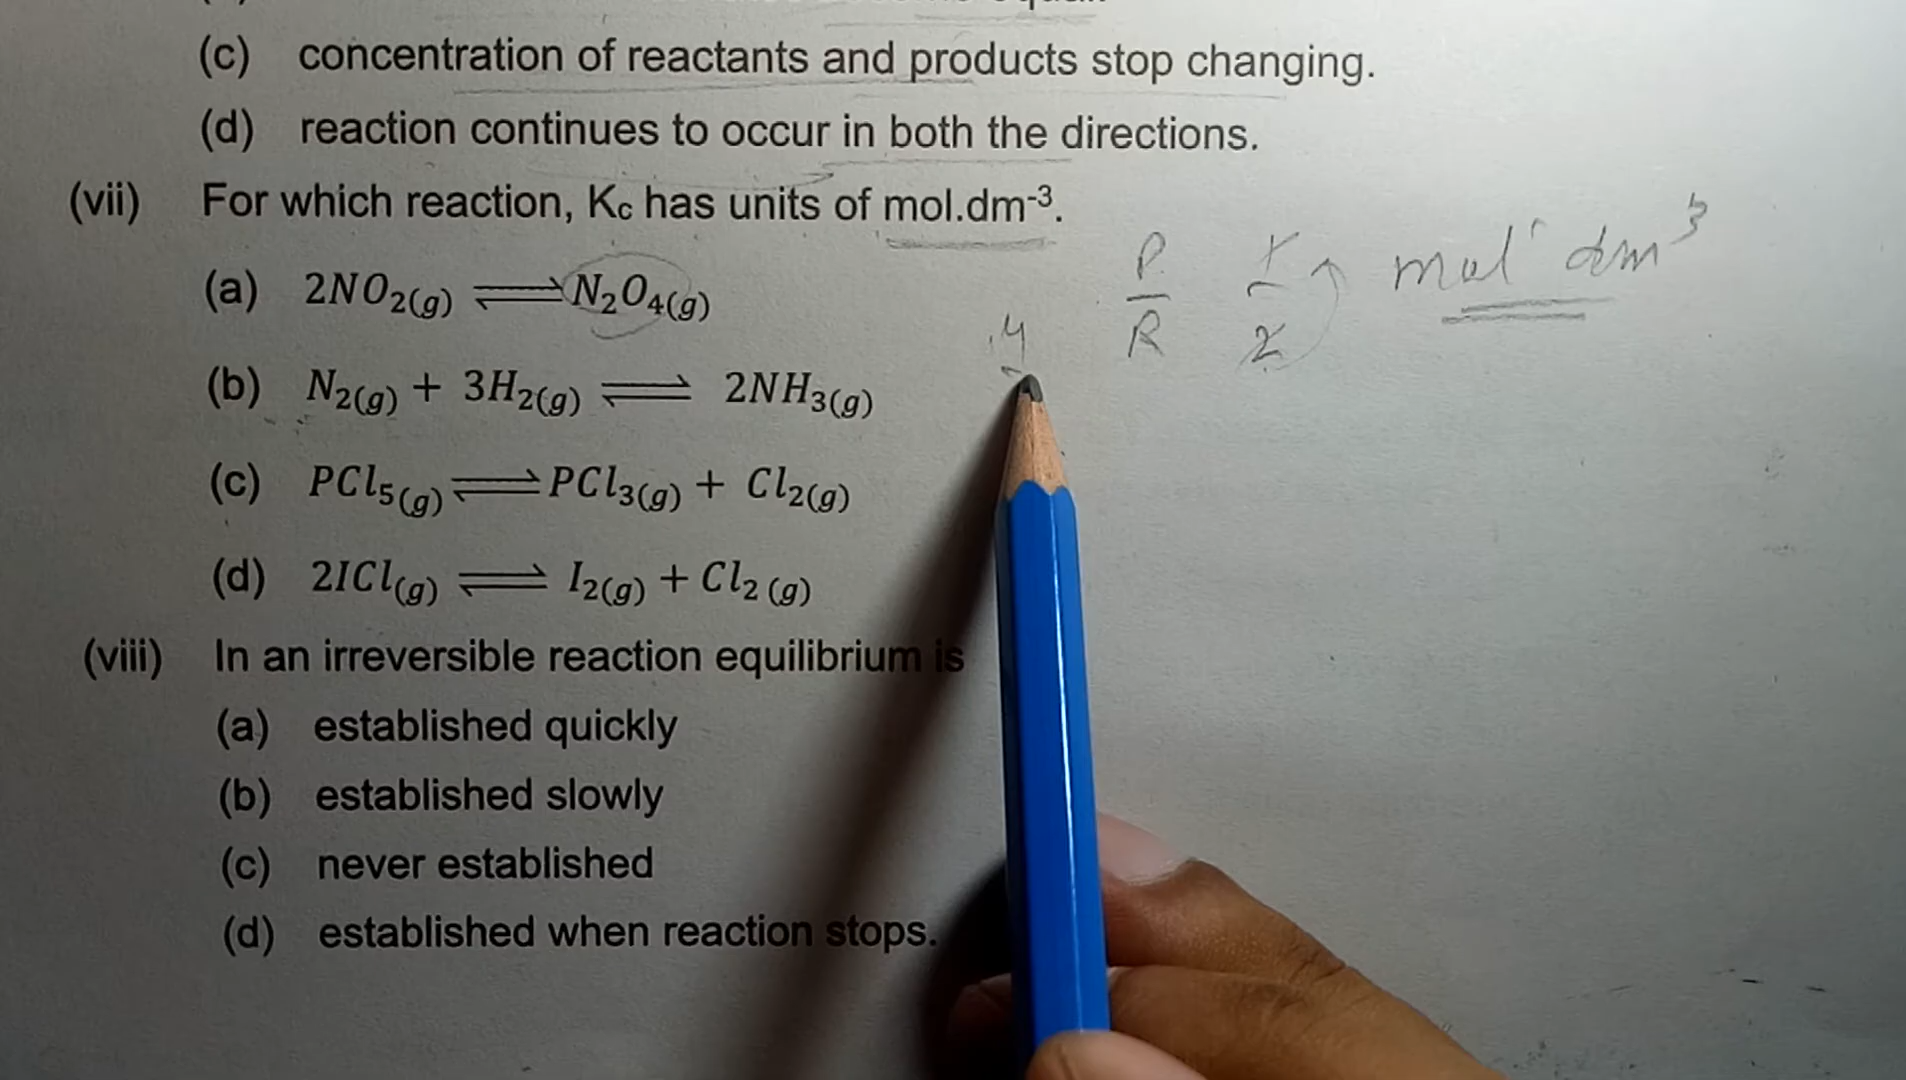 (c) concentration of reactants and products stop changing.
(d) reaction continues to occur in both the directions.
(vii) For which reaction, Kc has units of mol.dm⁻³.
(a) 2NO₂(g) ⇌ N₂O₄(g)
(b) N₂(g) + 3H₂(g) ⇌ 2NH₃(g)
(c) PCl₅(g) ⇌ PCl₃(g) + Cl₂(g)
(d) 2ICl(g) ⇌ I₂(g) + Cl₂(g)
P/R mol⁻ dm³
(viii) In an irreversible reaction equilibrium is
(a) established quickly
(b) established slowly
(c) never established
(d) established when reaction stops.